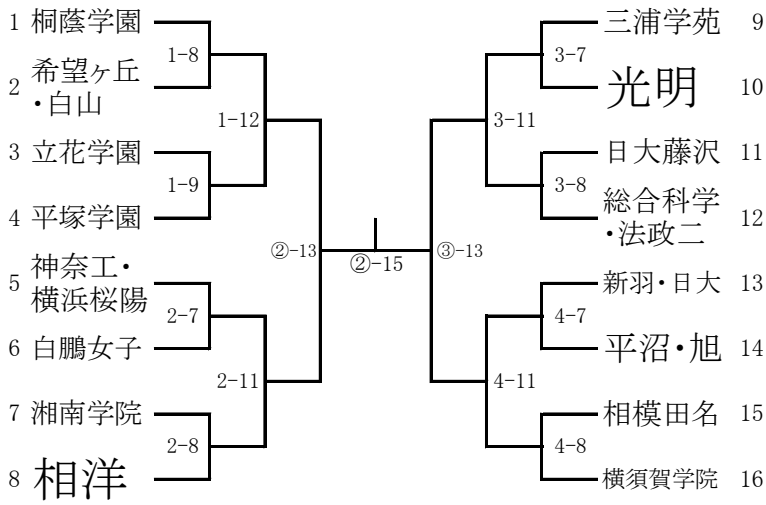 1 桐蔭学園
1-8
2 希望ヶ丘
・白山
1-12
3 立花学園
1-9
4 平塚学園
②-13
5 神奈工・
横浜桜陽
2-7
6 白鵬女子
2-11
7 湘南学院
2-8
8 相洋
②-15
三浦学苑 9
3-7
光明 10
3-11
日大藤沢 11
3-8
総合科学
・法政二 12
③-13
新羽・日大 13
4-7
平沼・旭 14
4-11
相模田名 15
4-8
横須賀学院 16